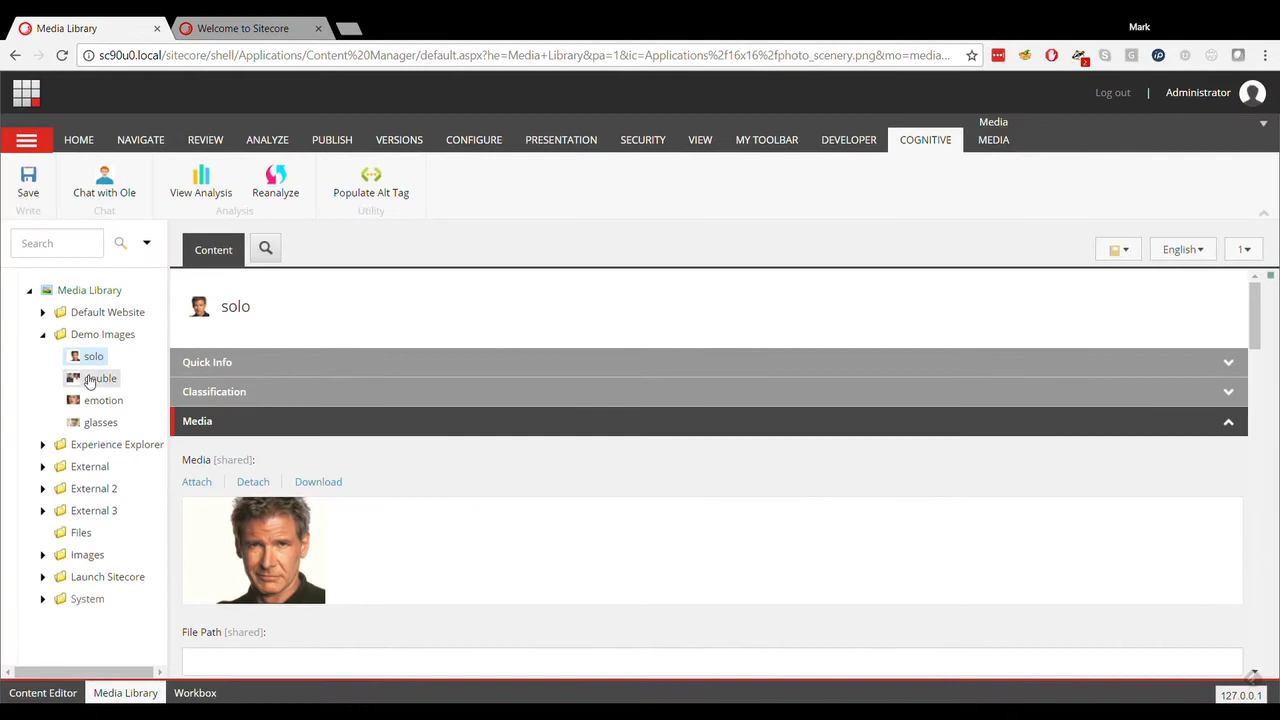 Media Library
Welcome to Sitecore
Mark
sc90u0.local/sitecore/shell/Applications/Content%20Manager/default.aspx?he=Media+Library&pa=1&ic=Applications%2f16x16%2fphoto_scenery.png&mo=media...
2
Log out | Administrator
Media
HOME NAVIGATE REVIEW ANALYZE PUBLISH VERSIONS CONFIGURE PRESENTATION SECURITY VIEW MY TOOLBAR DEVELOPER COGNITIVE MEDIA
Save Chat with Ole View Analysis Reanalyze Populate Alt Tag
Write Chat Analysis Utility
Search
Content
English
1
Media Library
Default Website
Demo Images
solo
double
emotion
glasses
Experience Explorer
External
External 2
External 3
Files
Images
Launch Sitecore
System
solo
Quick Info
Classification
Media
Media [shared]:
Attach | Detach | Download
File Path [shared]:
Content Editor Media Library Workbox
127.0.0.1